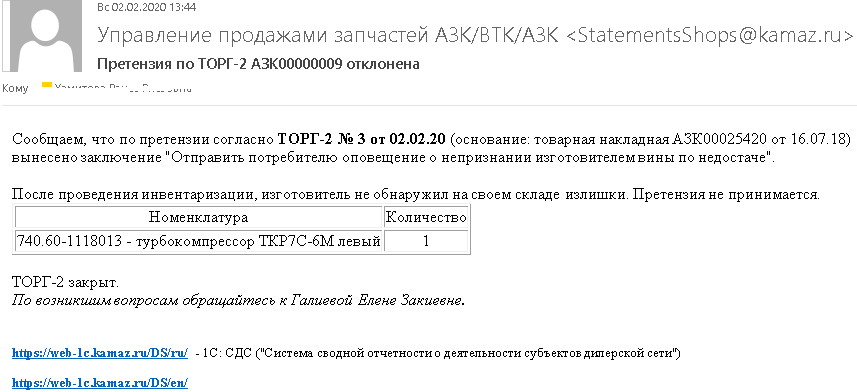 Вс 02.02.2020 13:44
Управление продажами запчастей АЗК/ВТК/АЗК <StatementsShops@kamaz.ru>
Претензия по ТОРГ-2 АЗК00000009 отклонена
Кому
Сообщаем, что по претензии согласно ТОРГ-2 № 3 от 02.02.20 (основание: товарная накладная АЗК00025420 от 16.07.18)
вынесено заключение "Отправить потребителю оповещение о непризнании изготовителем вины по недостаче".
После проведения инвентаризации, изготовитель не обнаружил на своем складе излишки. Претензия не принимается.
Номенклатура Количество
740.60-1118013 - турбокомпрессор ТКР7С-6М левый 1
ТОРГ-2 закрыт.
По возникшим вопросам обращайтесь к Галиевой Елене Закиевне.
https://web-1c.kamaz.ru/DS/ru/ - 1С: СДС ("Система сводной отчетности о деятельности субъектов дилерской сети")
https://web-1c.kamaz.ru/DS/en/